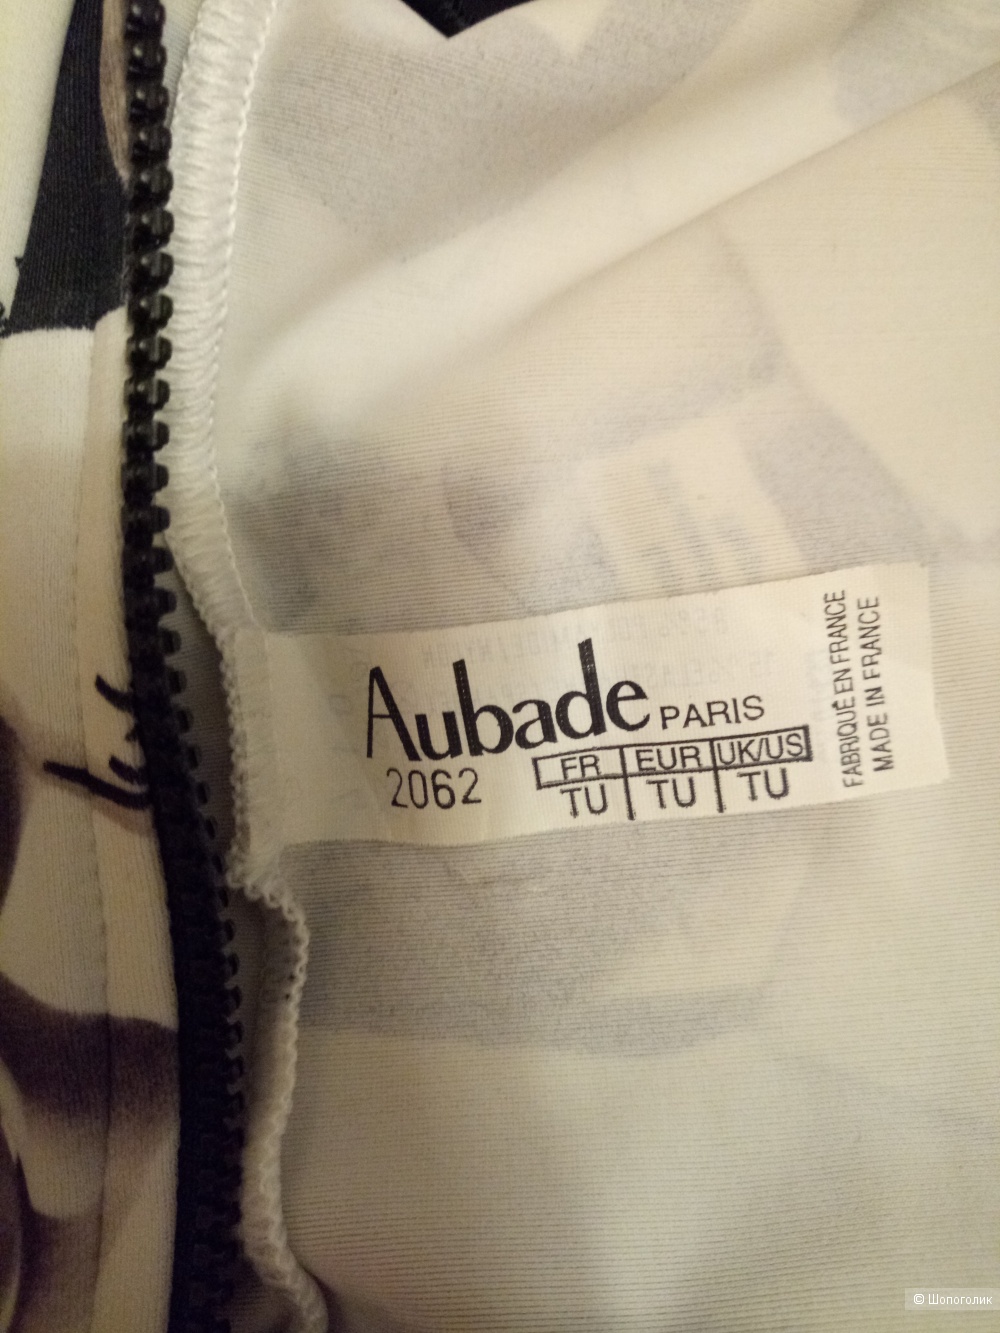 Aubade PARIS
2062
FR EUR UK/US
TU TU TU
FABRIQUÉ EN FRANCE
MADE IN FRANCE
© Шопоголик